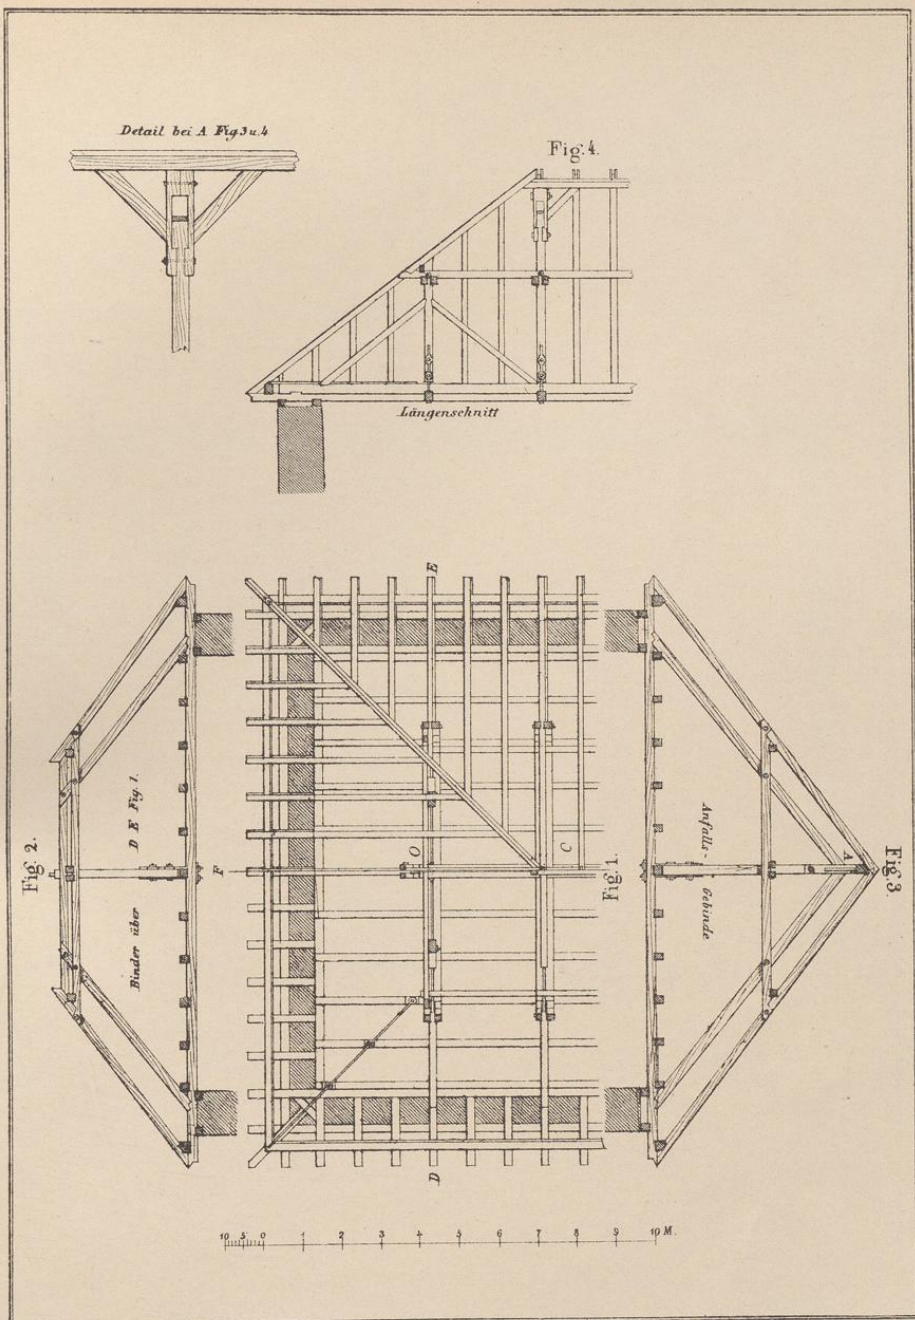 Detail bei A Fig 3 u. 4
Fig. 4.
Längenschnitt
E
D E Fig. 1.
Binder über
Fig. 2.
F
O
C
Fig. 1.
D
Anfalls-
Gebinde
A
Fig. 3
10 5 0 1 2 3 4 5 6 7 8 9 10 M.